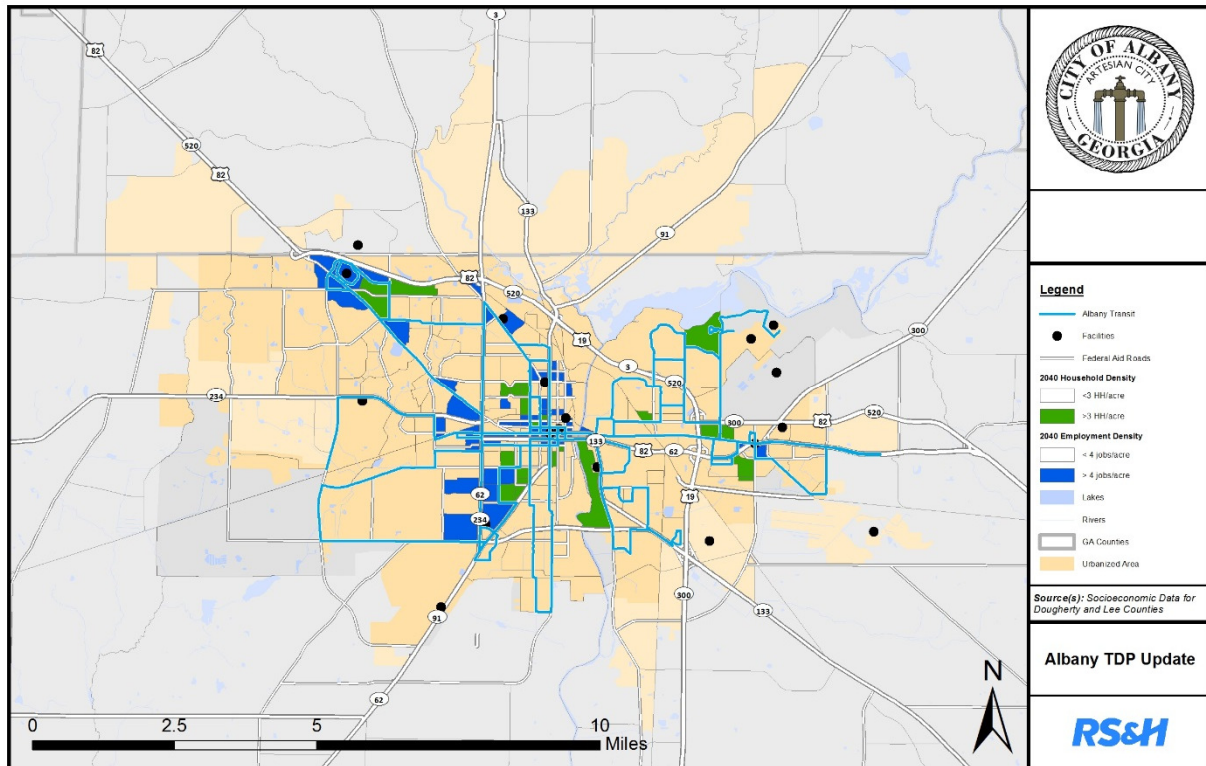 3
82
520
82
133
91
82
520
19
300
3
520
234
300
82
520
133
82
62
62
19
234
91
300
133
62
0
2.5
5
10
Miles
N
CITY OF ALBANY
ARTESIAN CITY
GEORGIA
Legend
Albany Transit
Facilities
Federal Aid Roads
2040 Household Density
<3 HH/acre
>3 HH/acre
2040 Employment Density
< 4 jobs/acre
> 4 jobs/acre
Lakes
Rivers
GA Counties
Urbanized Area
Source(s): Socioeconomic Data for
Dougherty and Lee Counties
Albany TDP Update
RS&H